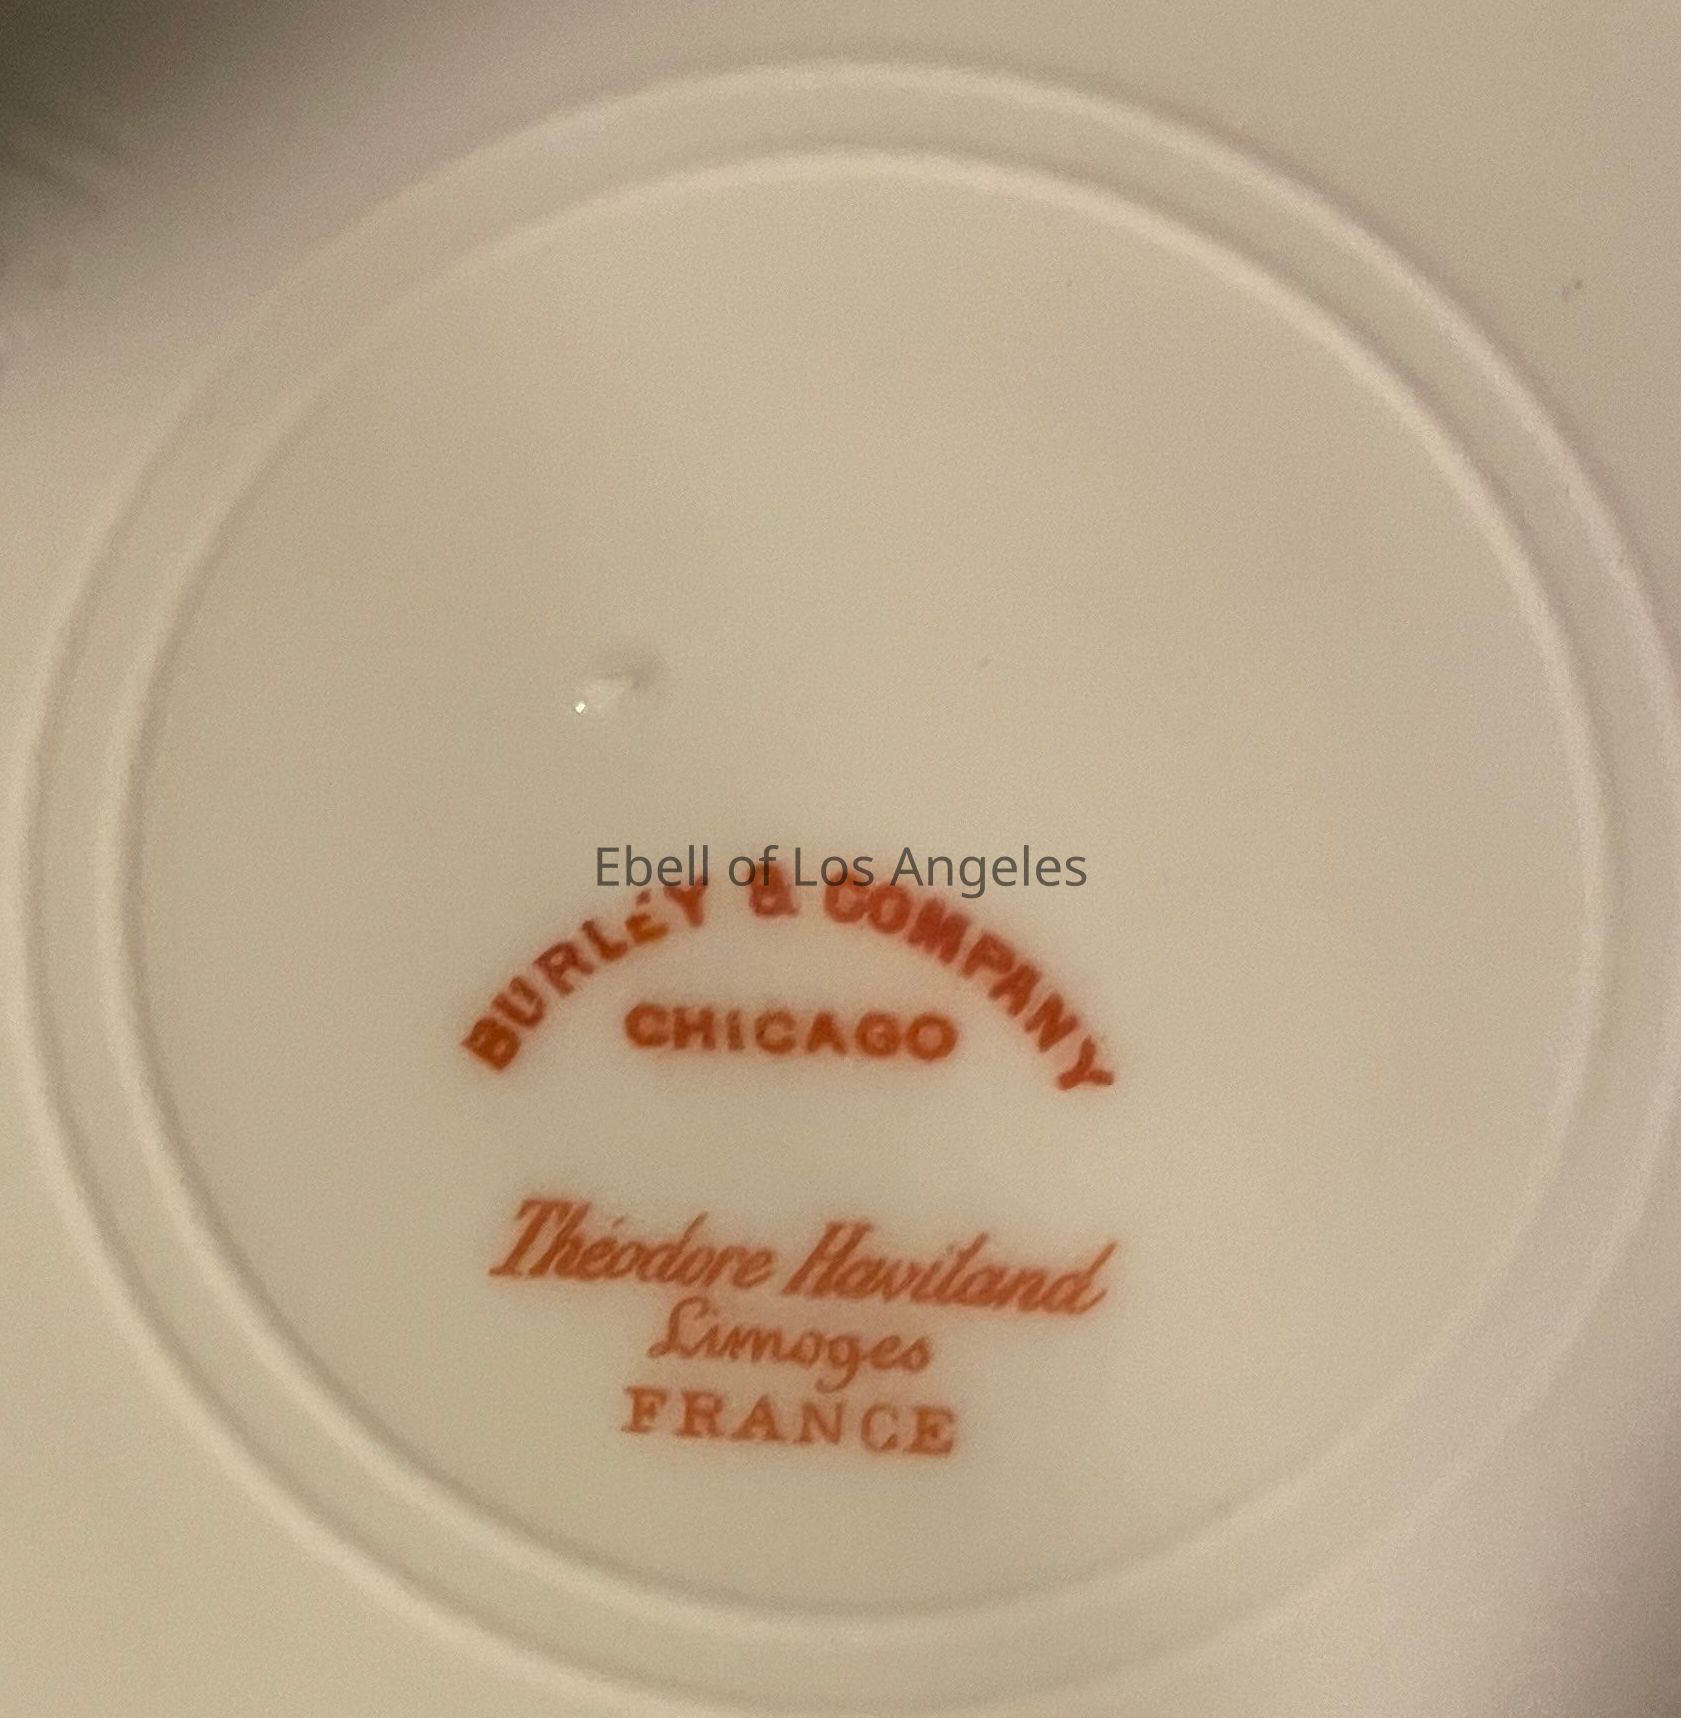 Ebell of Los Angeles
BURLEY & COMPANY
CHICAGO
Théodore Haviland
Limoges
FRANCE